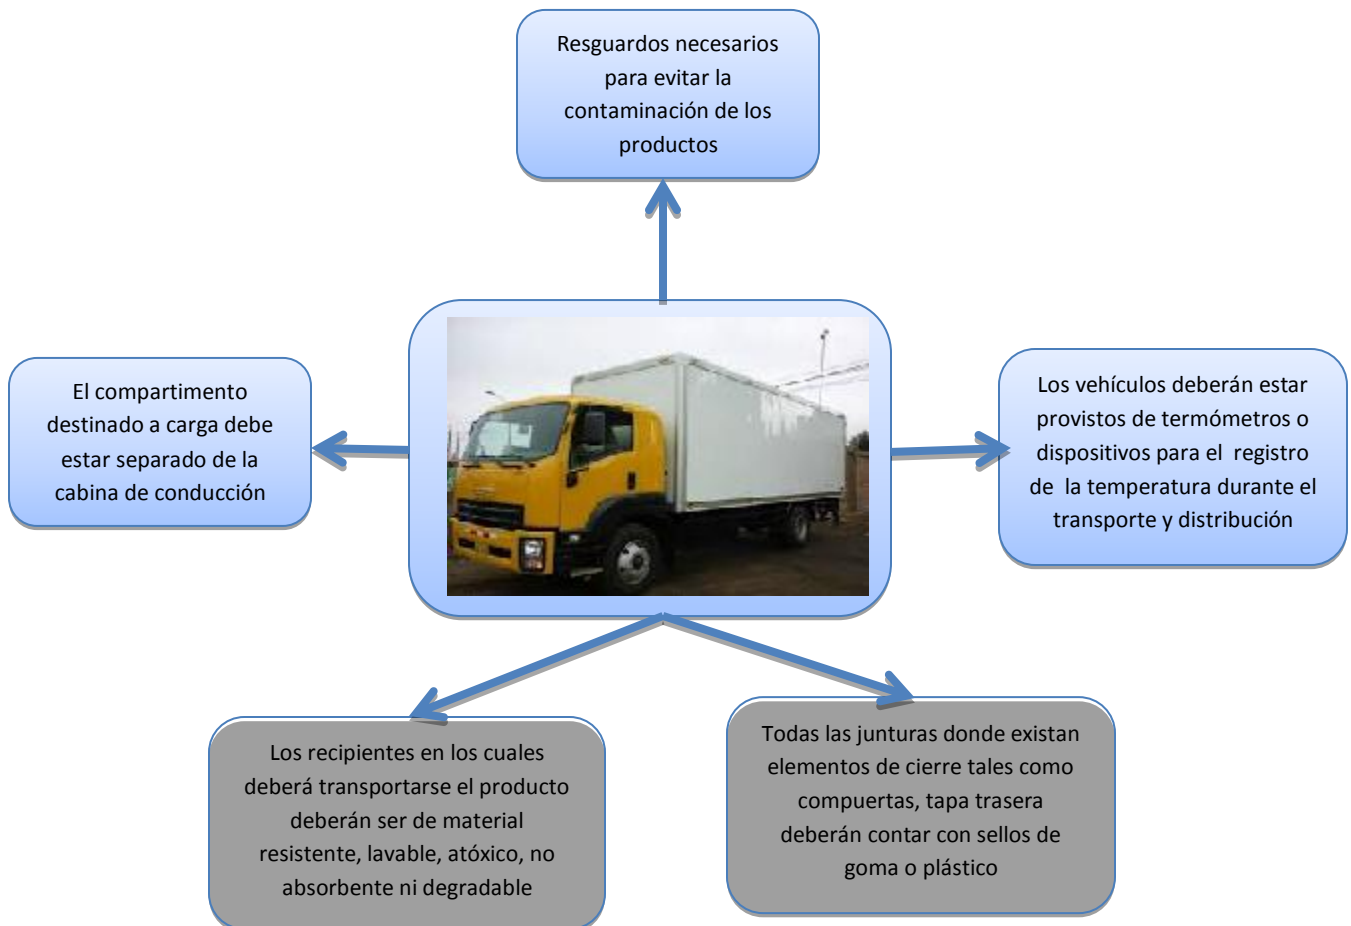 Resguardos necesarios
para evitar la
contaminación de los
productos
El compartimento
destinado a carga debe
estar separado de la
cabina de conducción
Los vehículos deberán estar
provistos de termómetros o
dispositivos para el  registro
de  la temperatura durante el
transporte y distribución
Los recipientes en los cuales
deberá transportarse el producto
deberán ser de material
resistente, lavable, atóxico, no
absorbente ni degradable
Todas las junturas donde existan
elementos de cierre tales como
compuertas, tapa trasera
deberán contar con sellos de
goma o plástico